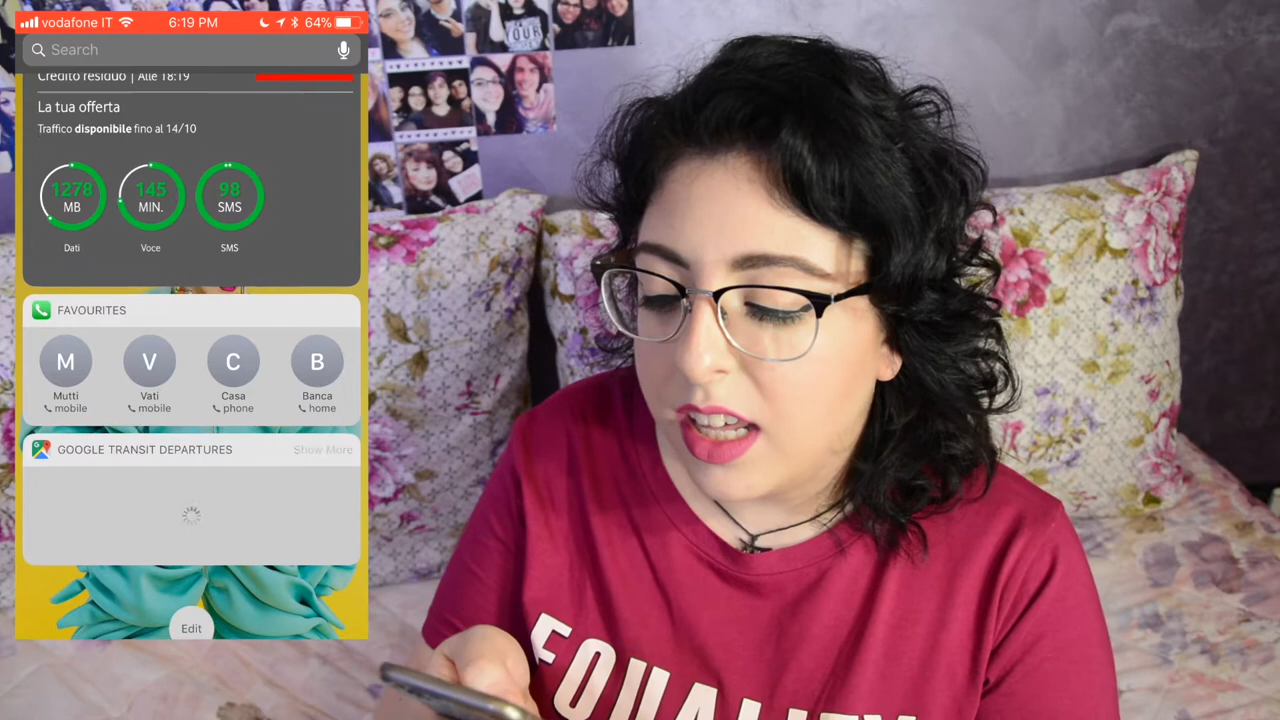 vodafone IT 6:19 PM 64%
Search
Credito residuo | Alle 18:19
La tua offerta
Traffico disponibile fino al 14/10
1278 145 98
MB MIN. SMS
Dati Voce SMS
FAVOURITES
M V C B
Mutti Vati Casa Banca
mobile mobile phone home
GOOGLE TRANSIT DEPARTURES Show More
Edit
YOUR
EQUALITY